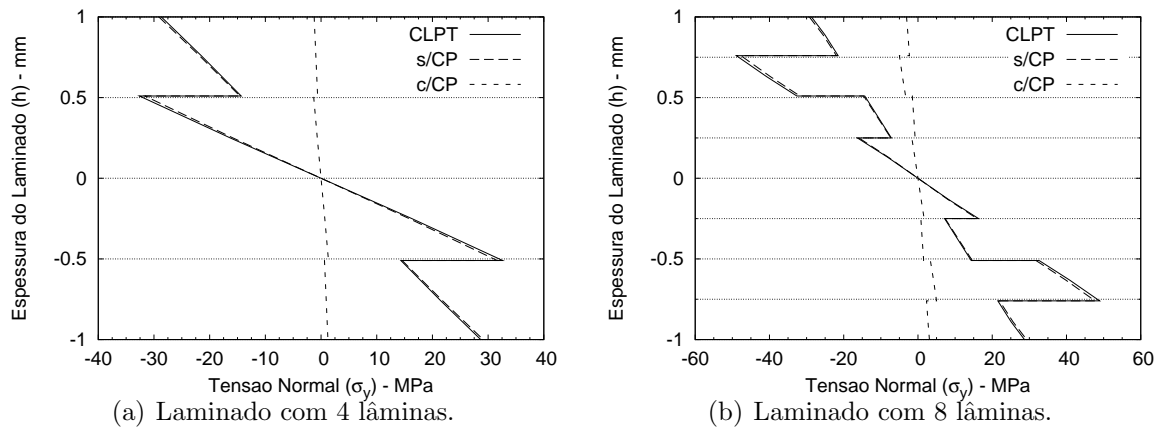 CLPT
s/CP
c/CP
1
0.5
0
-0.5
-1
-40
-30
-20
-10
0
10
20
30
40
Espessura do Laminado (h) - mm
Tensao Normal (σy) - MPa
(a) Laminado com 4 lâminas.
CLPT
s/CP
c/CP
1
0.5
0
-0.5
-1
-60
-40
-20
0
20
40
60
Espessura do Laminado (h) - mm
Tensao Normal (σy) - MPa
(b) Laminado com 8 lâminas.